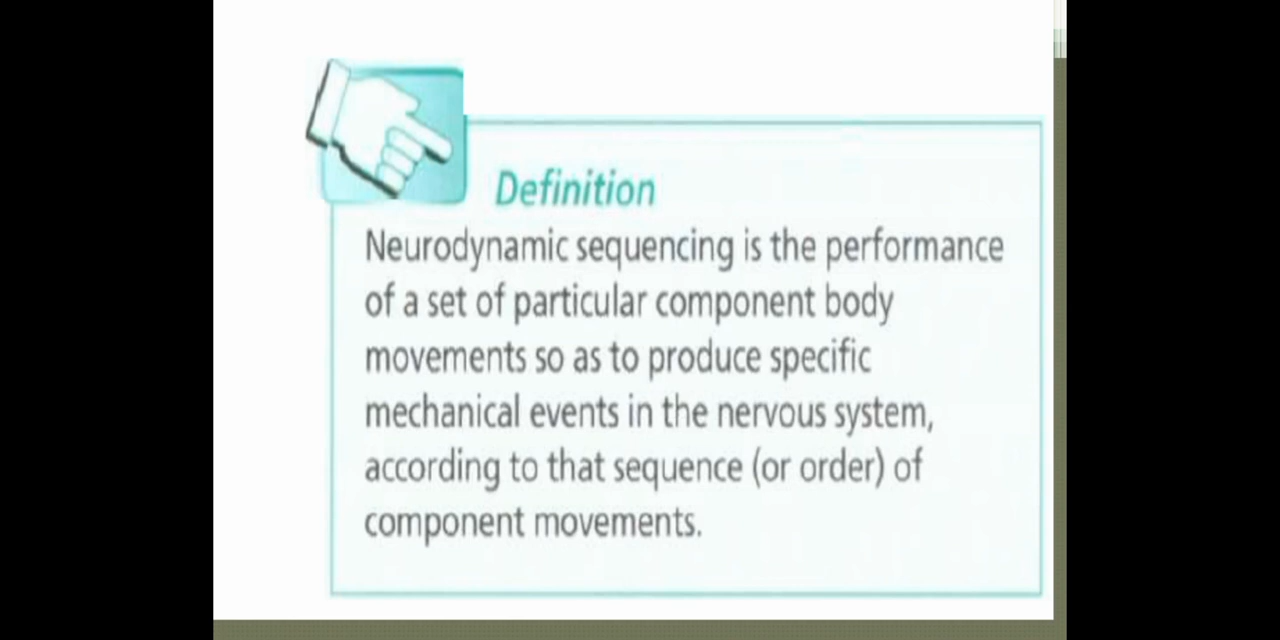 Definition
Neurodynamic sequencing is the performance
of a set of particular component body
movements so as to produce specific
mechanical events in the nervous system,
according to that sequence (or order) of
component movements.